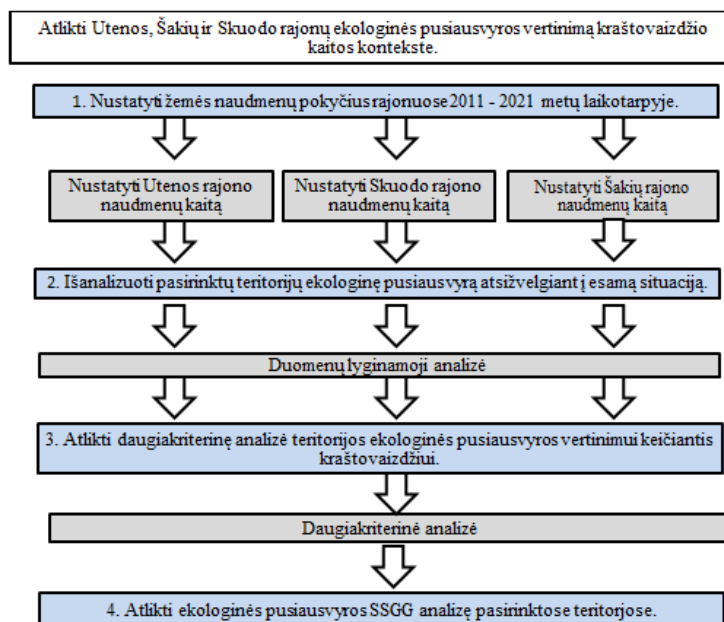 Atlikti Utenos, Šakių ir Skuodo rajonų ekologinės pusiausvyros vertinimą kraštovaizdžio
kaitos kontekste.
1. Nustatyti žemės naudmenų pokyčius rajonuose 2011 - 2021 metų laikotarpyje.
Nustatyti Utenos rajono
naudmenų kaitą
Nustatyti Skuodo rajono
naudmenų kaitą
Nustatyti Šakių rajono
naudmenų kaitą
2. Išanalizuoti pasirinktų teritorijų ekologinę pusiausvyrą atsižvelgiant į esamą situaciją.
Duomenų lyginamoji analizė
3. Atlikti daugiakriterinę analizė teritorijos ekologinės pusiausvyros vertinimui keičiantis
kraštovaizdžiui.
Daugiakriterinė analizė
4. Atlikti ekologinės pusiausvyros SSGG analizę pasirinktose teritorjose.